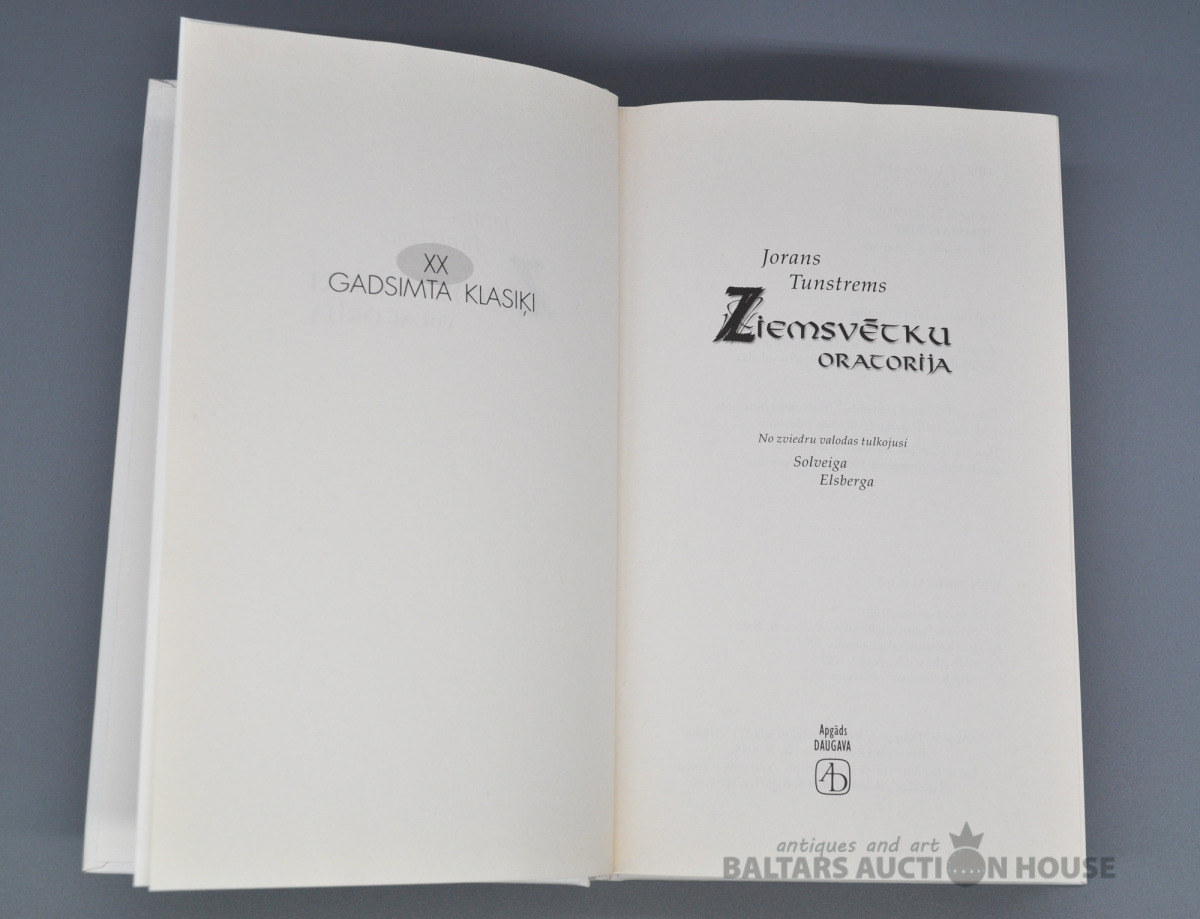 XX
GADSIMTA KLASIĶI
Jorans
Tunstrems
Ziemsvētku
oratorija
No zviedru valodas tulkojusi
Solveiga
Elsberga
Apgāds
DAUGAVA
AD
antiques and art
BALTARS AUCTION HOUSE